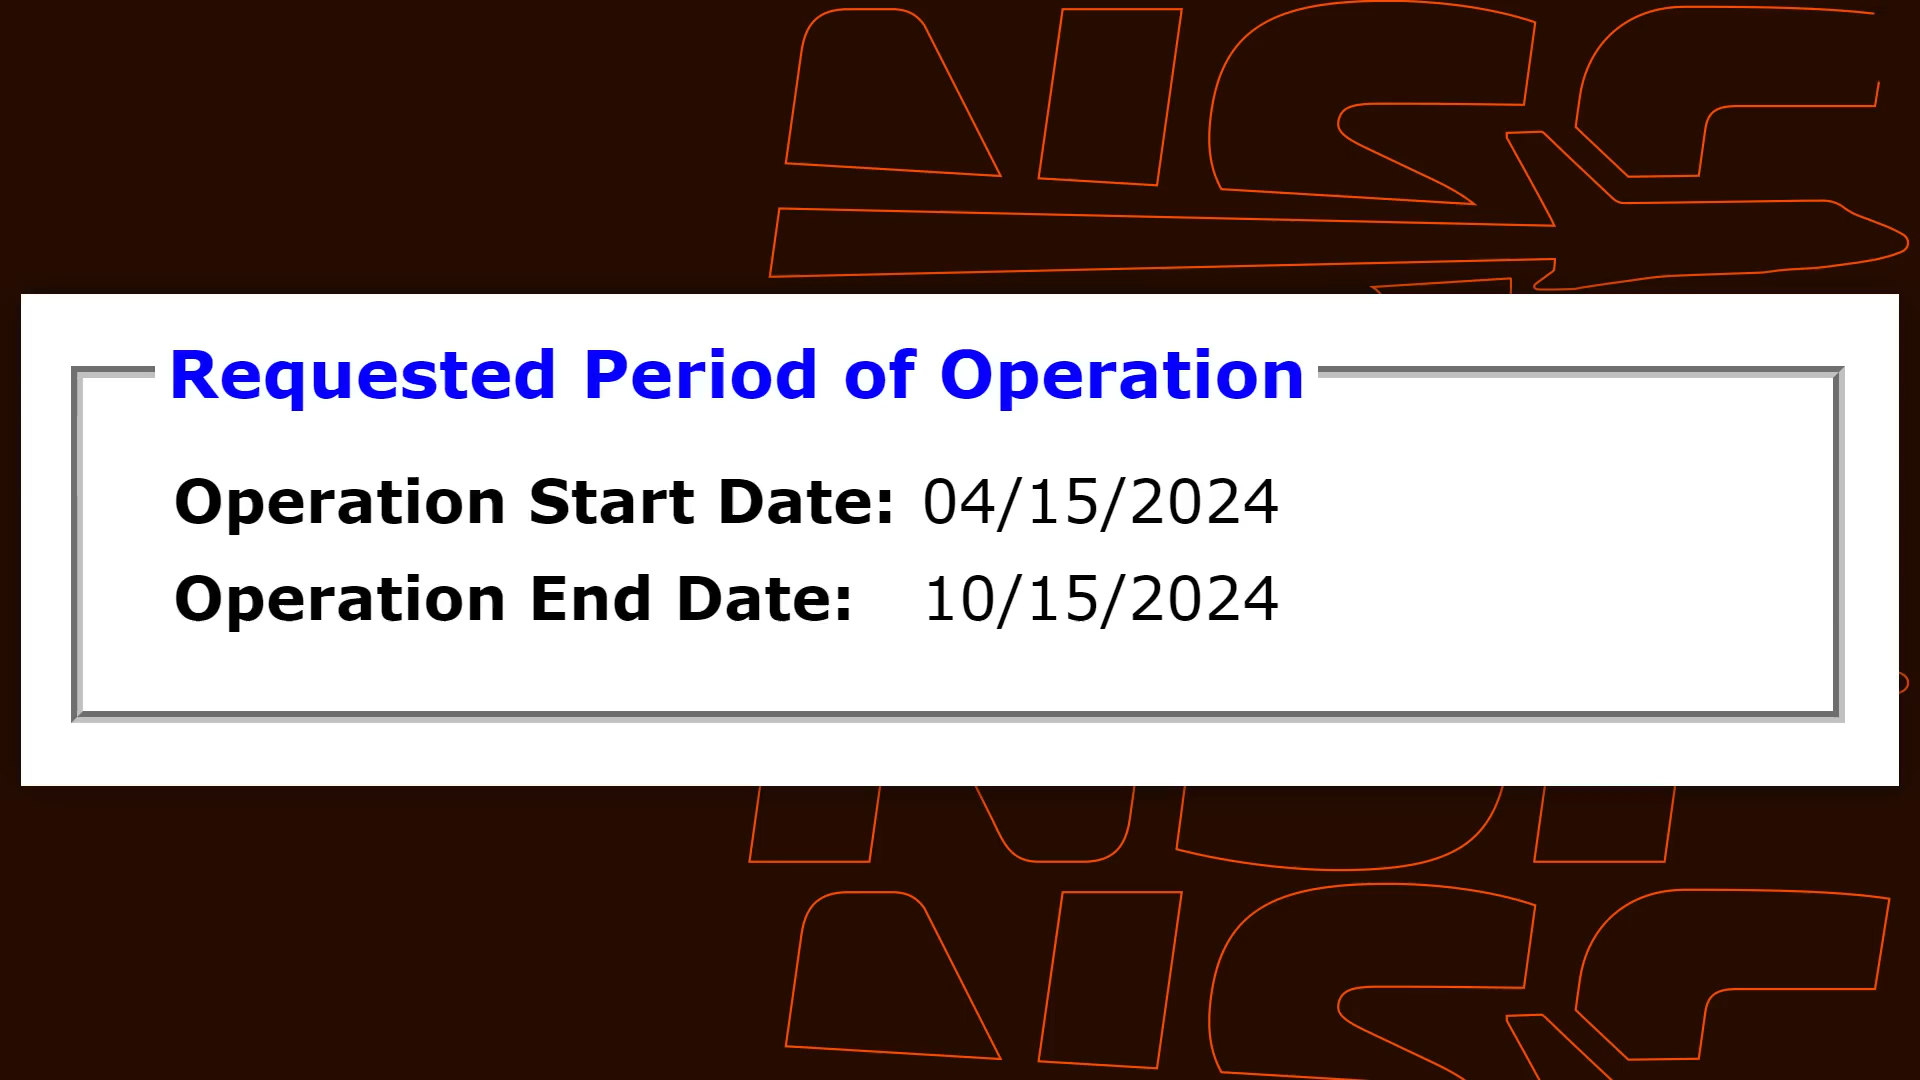 Requested Period of Operation
Operation Start Date: 04/15/2024
Operation End Date: 10/15/2024